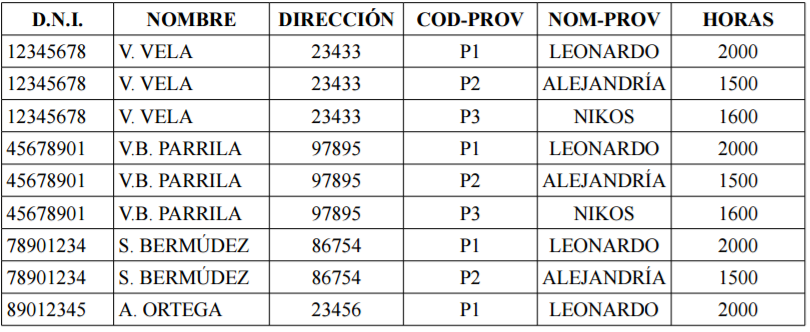 D.N.I. NOMBRE DIRECCIÓN COD-PROV NOM-PROV HORAS
12345678 V. VELA 23433 P1 LEONARDO 2000
12345678 V. VELA 23433 P2 ALEJANDRÍA 1500
12345678 V. VELA 23433 P3 NIKOS 1600
45678901 V.B. PARRILA 97895 P1 LEONARDO 2000
45678901 V.B. PARRILA 97895 P2 ALEJANDRÍA 1500
45678901 V.B. PARRILA 97895 P3 NIKOS 1600
78901234 S. BERMÚDEZ 86754 P1 LEONARDO 2000
78901234 S. BERMÚDEZ 86754 P2 ALEJANDRÍA 1500
89012345 A. ORTEGA 23456 P1 LEONARDO 2000